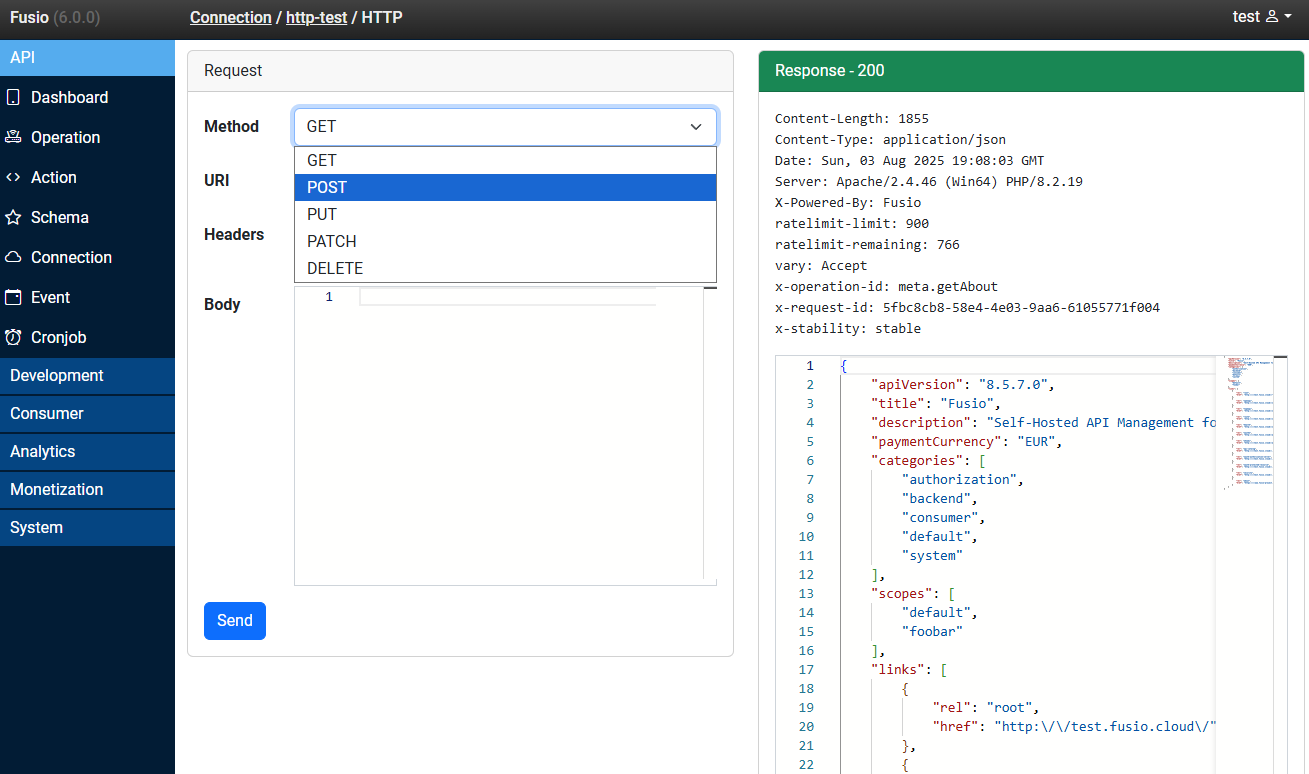 Fusio (6.0.0)
Connection / http-test / HTTP
test
API
Dashboard
Operation
Action
Schema
Connection
Event
Cronjob
Development
Consumer
Analytics
Monetization
System
Request
Method
GET
GET
POST
PUT
PATCH
DELETE
URI
Headers
Body
1
Send
Response - 200
Content-Length: 1855
Content-Type: application/json
Date: Sun, 03 Aug 2025 19:08:03 GMT
Server: Apache/2.4.46 (Win64) PHP/8.2.19
X-Powered-By: Fusio
ratelimit-limit: 900
ratelimit-remaining: 766
vary: Accept
x-operation-id: meta.getAbout
x-request-id: 5fbc8cb8-58e4-4e03-9aa6-61055771f004
x-stability: stable
1 {
2 "apiVersion": "8.5.7.0",
3 "title": "Fusio",
4 "description": "Self-Hosted API Management fo
5 "paymentCurrency": "EUR",
6 "categories": [
7 "authorization",
8 "backend",
9 "consumer",
10 "default",
11 "system"
12 ],
13 "scopes": [
14 "default",
15 "foobar"
16 ],
17 "links": [
18 {
19 "rel": "root",
20 "href": "http:\/\/test.fusio.cloud\/"
21 },
22 {